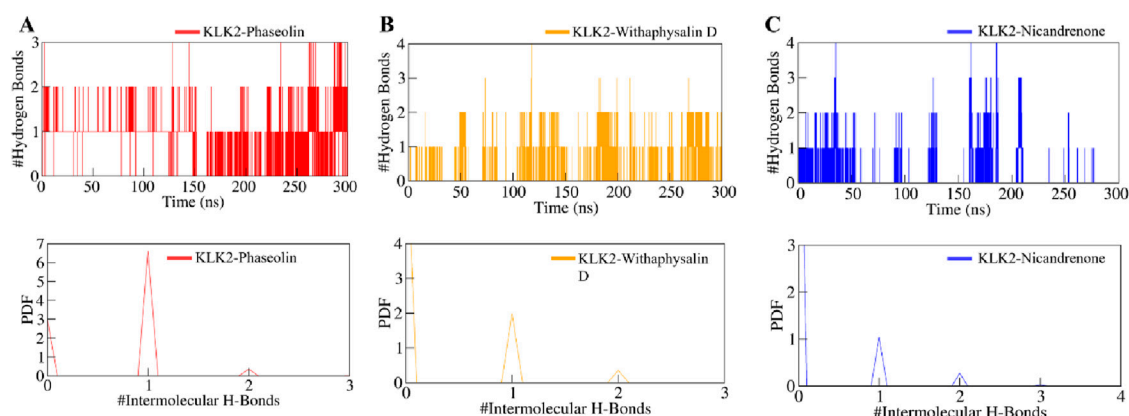 A
KLK2-Phaseolin
#Hydrogen Bonds
3
2
1
0
0 50 100 150 200 250 300
Time (ns)
B
KLK2-Withaphysalin D
#Hydrogen Bonds
4
3
2
1
0
0 50 100 150 200 250 300
Time (ns)
C
KLK2-Nicandrenone
#Hydrogen Bonds
4
3
2
1
0
0 50 100 150 200 250 300
Time (ns)
KLK2-Phaseolin
PDF
7
6
5
4
3
2
1
0
0 1 2 3
#Intermolecular H-Bonds
KLK2-Withaphysalin
D
PDF
4
3
2
1
0
0 1 2 3
#Intermolecular H-Bonds
KLK2-Nicandrenone
PDF
3
2
1
0
0 1 2 3 4
#Intermolecular H-Bonds